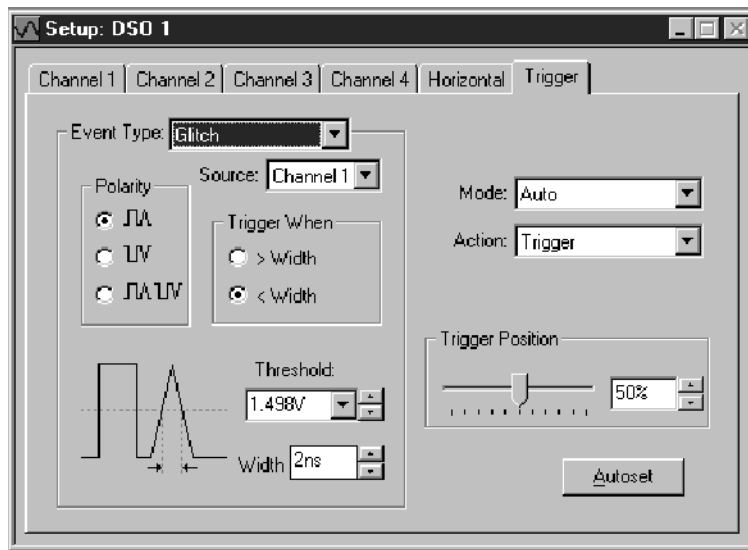 Setup: DSO 1
Channel 1 Channel 2 Channel 3 Channel 4 Horizontal Trigger
Event Type: Glitch
Source: Channel 1
Polarity
Trigger When
> Width
< Width
Threshold:
1.498V
Width 2ns
Mode: Auto
Action: Trigger
Trigger Position
50%
Autoset